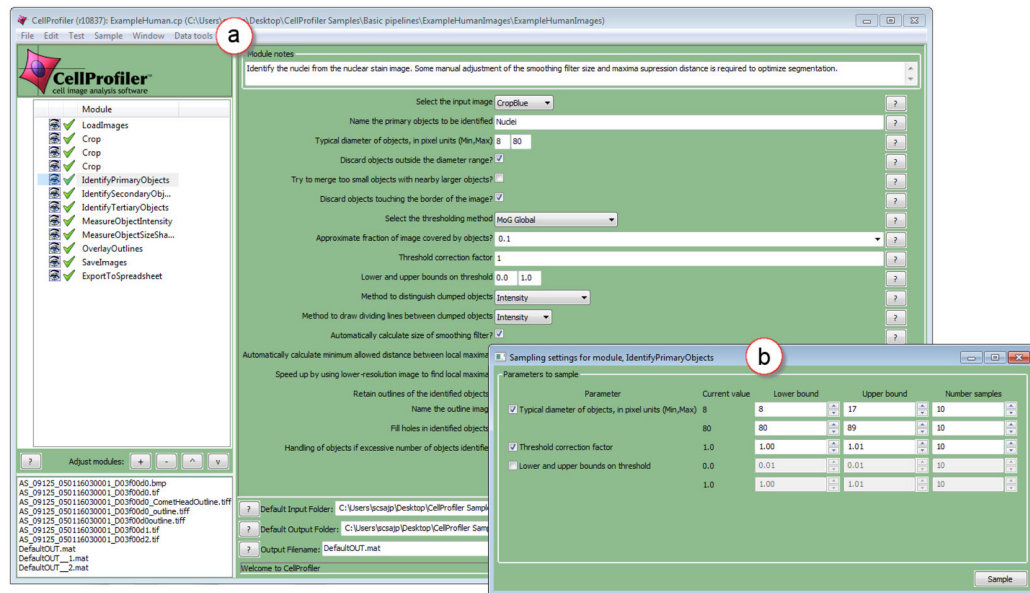 CellProfiler (r10837): ExampleHuman.cp (C:\Users\scsajp\Desktop\CellProfiler Samples\Basic pipelines\ExampleHumanImages\ExampleHumanImages)
File Edit Test Sample Window Data tools
a
CellProfiler™
cell image analysis software
Module
LoadImages
Crop
Crop
Crop
IdentifyPrimaryObjects
IdentifySecondaryObj...
IdentifyTertiaryObjects
MeasureObjectIntensity
MeasureObjectSizeSha...
OverlayOutlines
SaveImages
ExportToSpreadsheet
? Adjust modules: + - ^ v
AS_09125_050116030001_D03f00d0.bmp
AS_09125_050116030001_D03f00d0.tif
AS_09125_050116030001_D03f00d0_CometHeadOutline.tiff
AS_09125_050116030001_D03f00d0_outline.tiff
AS_09125_050116030001_D03f00d0outline.tiff
AS_09125_050116030001_D03f00d1.tif
AS_09125_050116030001_D03f00d2.tif
DefaultOUT.mat
DefaultOUT__1.mat
DefaultOUT__2.mat
Module notes
Identify the nuclei from the nuclear stain image. Some manual adjustment of the smoothing filter size and maxima supression distance is required to optimize segmentation.
Select the input image CropBlue ?
Name the primary objects to be identified Nuclei ?
Typical diameter of objects, in pixel units (Min,Max) 8 80 ?
Discard objects outside the diameter range? ?
Try to merge too small objects with nearby larger objects? ?
Discard objects touching the border of the image? ?
Select the thresholding method MoG Global ?
Approximate fraction of image covered by objects? 0.1 ?
Threshold correction factor 1 ?
Lower and upper bounds on threshold 0.0 1.0 ?
Method to distinguish clumped objects Intensity ?
Method to draw dividing lines between clumped objects Intensity ?
Automatically calculate size of smoothing filter? ?
Automatically calculate minimum allowed distance between local maxima
Speed up by using lower-resolution image to find local maxima
Retain outlines of the identified objects
Name the outline imag
Fill holes in identified objects
Handling of objects if excessive number of objects identifie
? Default Input Folder: C:\Users\scsajp\Desktop\CellProfiler Sampl
? Default Output Folder: C:\Users\scsajp\Desktop\CellProfiler Sam
? Output Filename: DefaultOUT.mat
Welcome to CellProfiler
Sampling settings for module, IdentifyPrimaryObjects
b
Parameters to sample
Parameter Current value Lower bound Upper bound Number samples
Typical diameter of objects, in pixel units (Min,Max) 8 8 17 10
80 80 89 10
Threshold correction factor 1.0 1.00 1.01 10
Lower and upper bounds on threshold 0.0 0.01 0.01 10
1.0 1.00 1.01 10
Sample